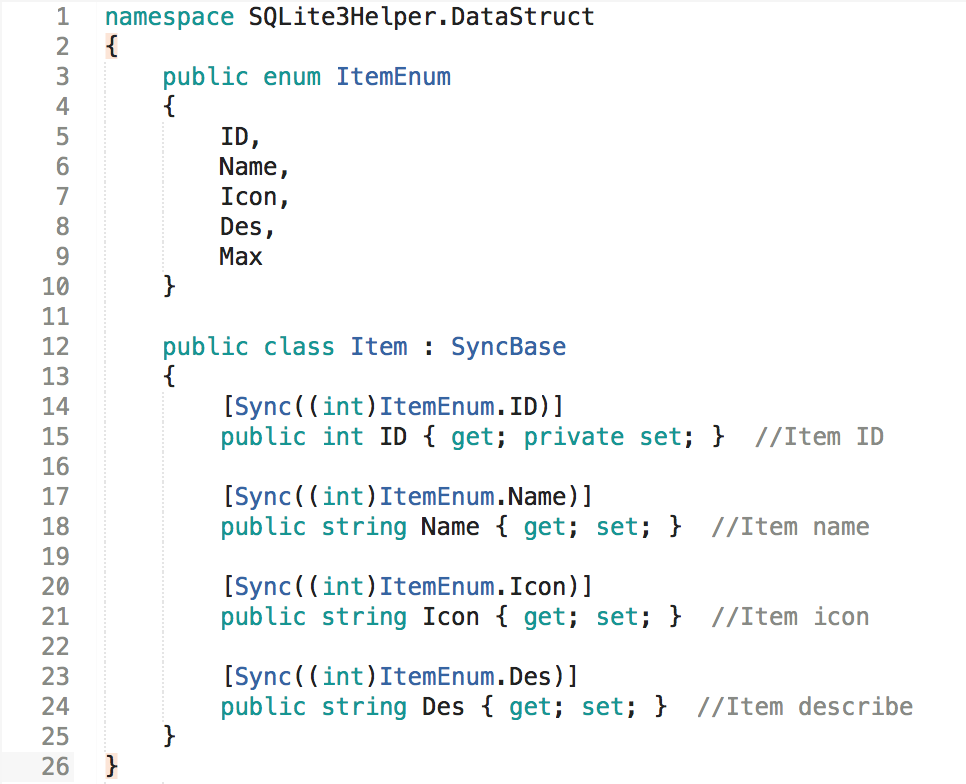 1 namespace SQLite3Helper.DataStruct
2 {
3     public enum ItemEnum
4     {
5         ID,
6         Name,
7         Icon,
8         Des,
9         Max
10     }
11
12     public class Item : SyncBase
13     {
14         [Sync((int)ItemEnum.ID)]
15         public int ID { get; private set; }  //Item ID
16
17         [Sync((int)ItemEnum.Name)]
18         public string Name { get; set; }  //Item name
19
20         [Sync((int)ItemEnum.Icon)]
21         public string Icon { get; set; }  //Item icon
22
23         [Sync((int)ItemEnum.Des)]
24         public string Des { get; set; }  //Item describe
25     }
26 }